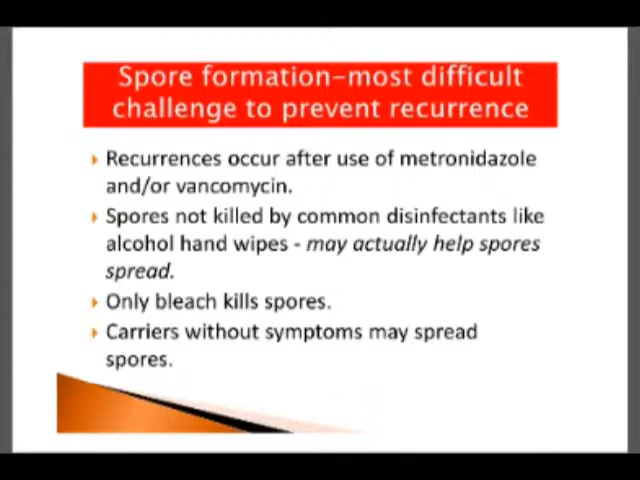 Spore formation-most difficult
challenge to prevent recurrence
Recurrences occur after use of metronidazole
and/or vancomycin.
Spores not killed by common disinfectants like
alcohol hand wipes - may actually help spores
spread.
Only bleach kills spores.
Carriers without symptoms may spread
spores.